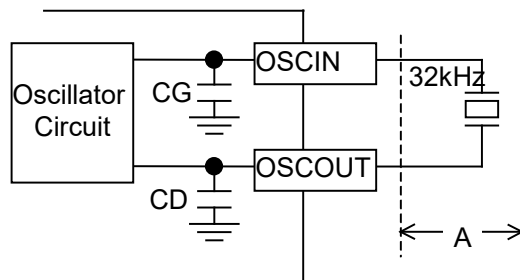 OSCIN
32kHz
Oscillator
Circuit
CG
OSCOUT
CD
A